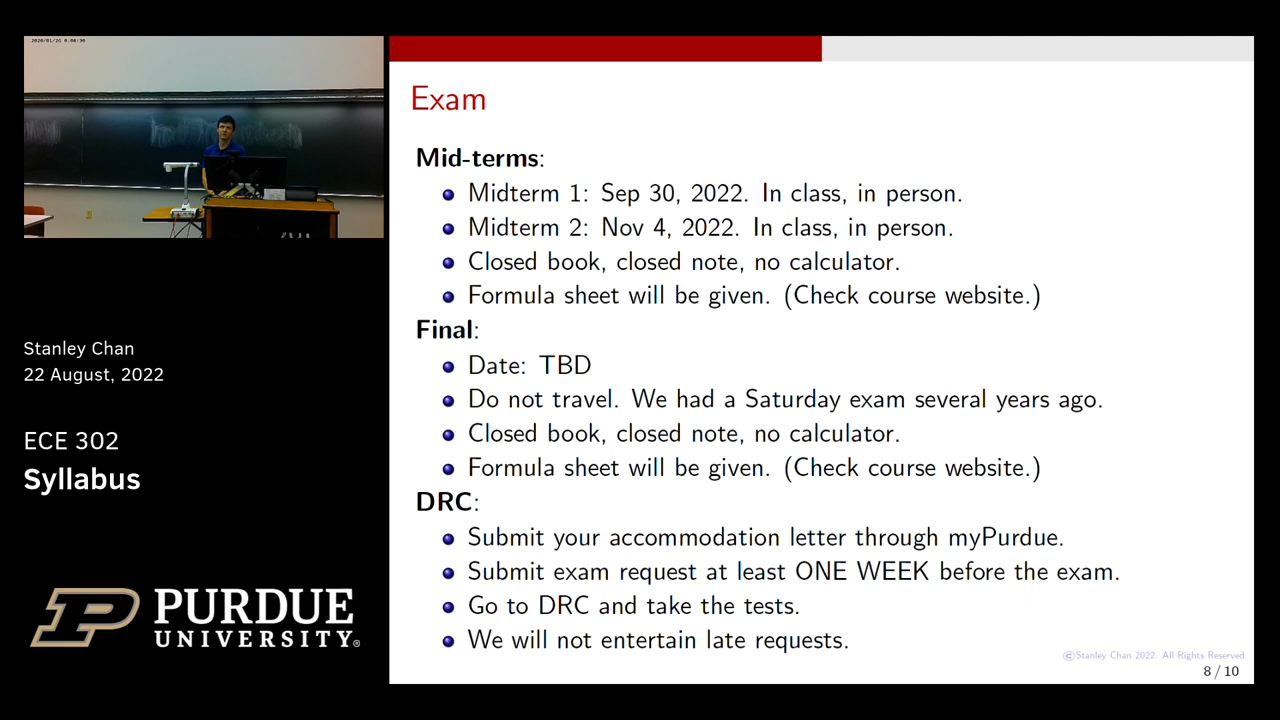 Exam
Mid-terms:
Midterm 1: Sep 30, 2022. In class, in person.
Midterm 2: Nov 4, 2022. In class, in person.
Closed book, closed note, no calculator.
Formula sheet will be given. (Check course website.)
Final:
Date: TBD
Do not travel. We had a Saturday exam several years ago.
Closed book, closed note, no calculator.
Formula sheet will be given. (Check course website.)
DRC:
Submit your accommodation letter through myPurdue.
Submit exam request at least ONE WEEK before the exam.
Go to DRC and take the tests.
We will not entertain late requests.
©Stanley Chan 2022. All Rights Reserved
8 / 10
Stanley Chan
22 August, 2022
ECE 302
Syllabus
P PURDUE
UNIVERSITY®